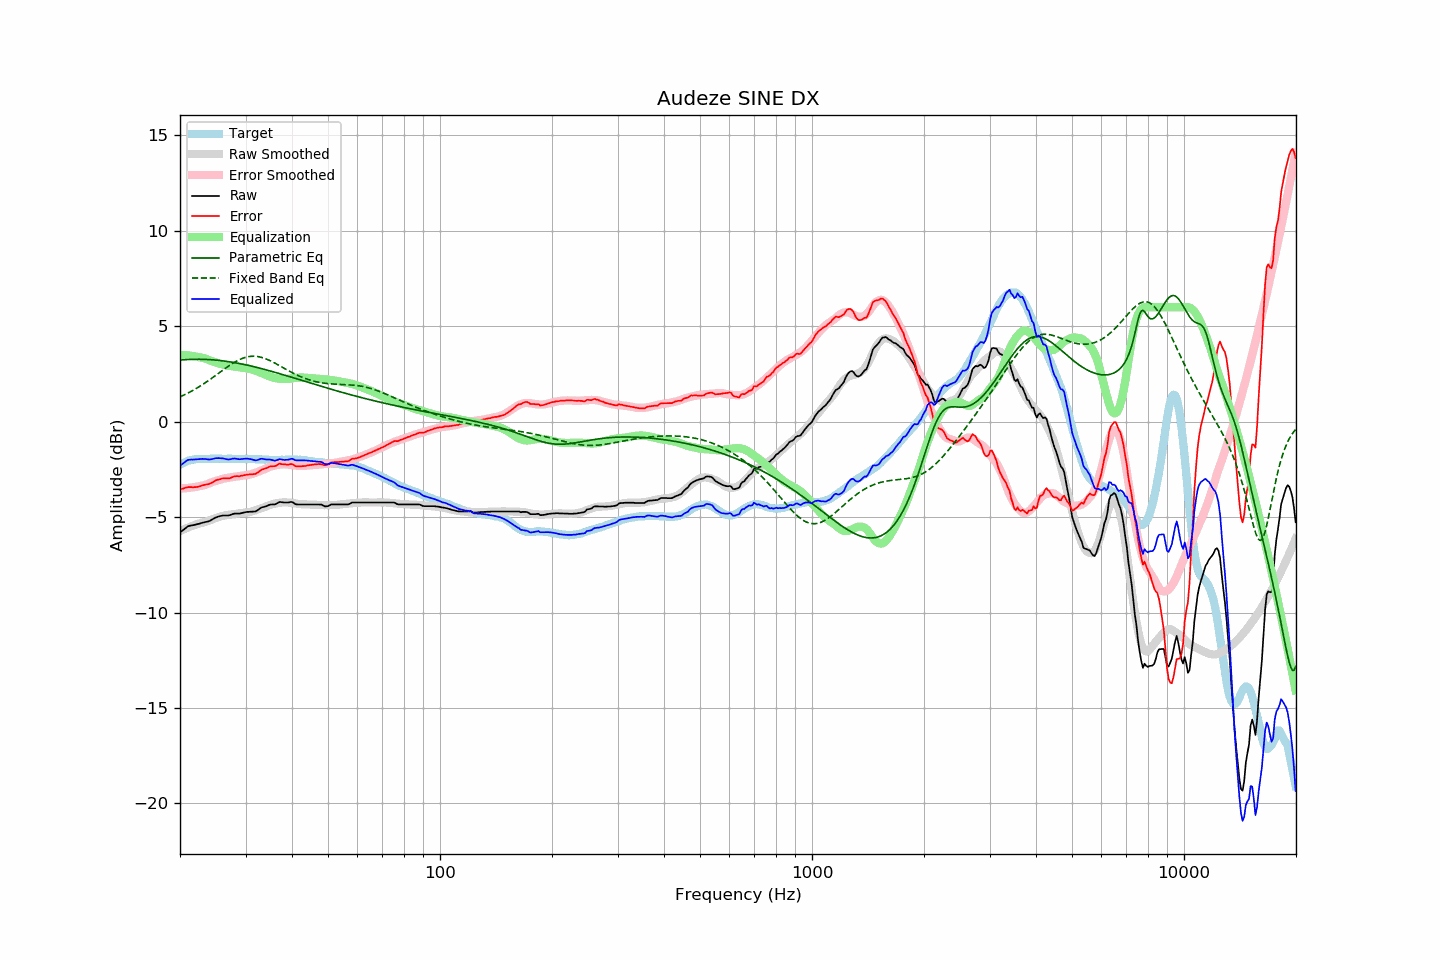 Audeze SINE DX
Target
Raw Smoothed
Error Smoothed
Raw
Error
Equalization
Parametric Eq
Fixed Band Eq
Equalized
15
10
5
0
−5
−10
−15
−20
Amplitude (dBr)
100
1000
10000
Frequency (Hz)